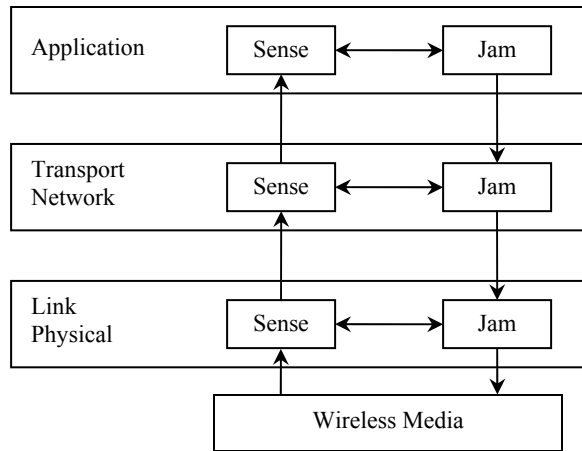 Application
Sense
Jam
Transport
Network
Sense
Jam
Link
Physical
Sense
Jam
Wireless Media